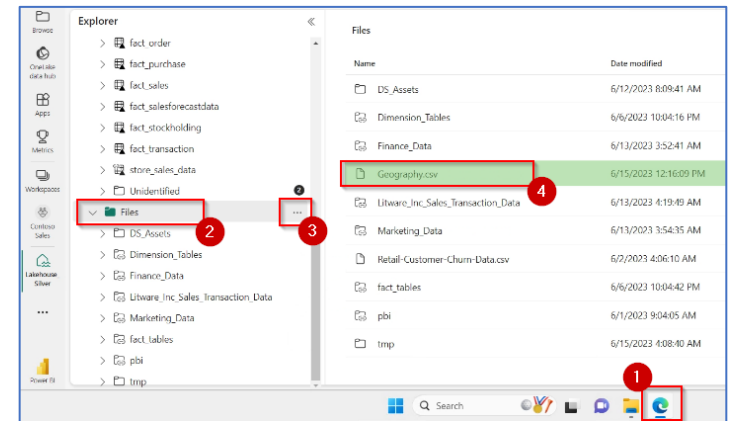 Browse
OneLake
data hub
Apps
Metrics
Workspaces
Contoso
Sales
Lakehouse
Silver
Power BI
Explorer
fact_order
fact_purchase
fact_sales
fact_salesforecastdata
fact_stockholding
fact_transaction
store_sales_data
Unidentified 2
Files ...
2
3
DS_Assets
Dimension_Tables
Finance_Data
Litware_Inc_Sales_Transaction_Data
Marketing_Data
fact_tables
pbi
tmp
Files
Name Date modified
DS_Assets 6/12/2023 8:09:41 AM
Dimension_Tables 6/6/2023 10:04:16 PM
Finance_Data 6/13/2023 3:52:41 AM
Geography.csv 6/15/2023 12:16:09 PM
4
Litware_Inc_Sales_Transaction_Data 6/13/2023 4:19:49 AM
Marketing_Data 6/13/2023 3:54:35 AM
Retail-Customer-Churn-Data.csv 6/2/2023 4:06:10 AM
fact_tables 6/6/2023 10:04:42 PM
pbi 6/1/2023 9:04:05 AM
tmp 6/15/2023 4:08:40 AM
1
Search